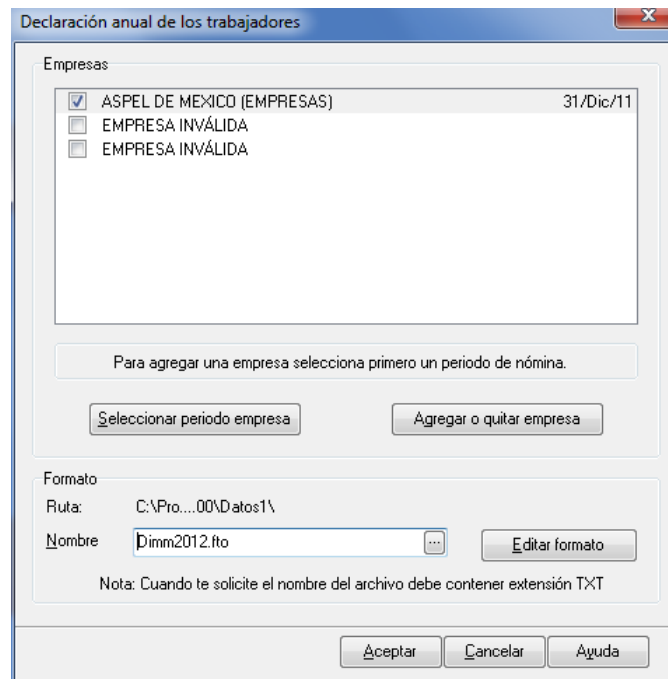 Declaración anual de los trabajadores
Empresas
ASPEL DE MEXICO (EMPRESAS) 31/Dic/11
EMPRESA INVÁLIDA
EMPRESA INVÁLIDA
Para agregar una empresa selecciona primero un periodo de nómina.
Seleccionar periodo empresa Agregar o quitar empresa
Formato
Ruta: C:\Pro....00\Datos1\
Nombre Dimm2012.fto ... Editar formato
Nota: Cuando te solicite el nombre del archivo debe contener extensión TXT
Aceptar Cancelar Ayuda